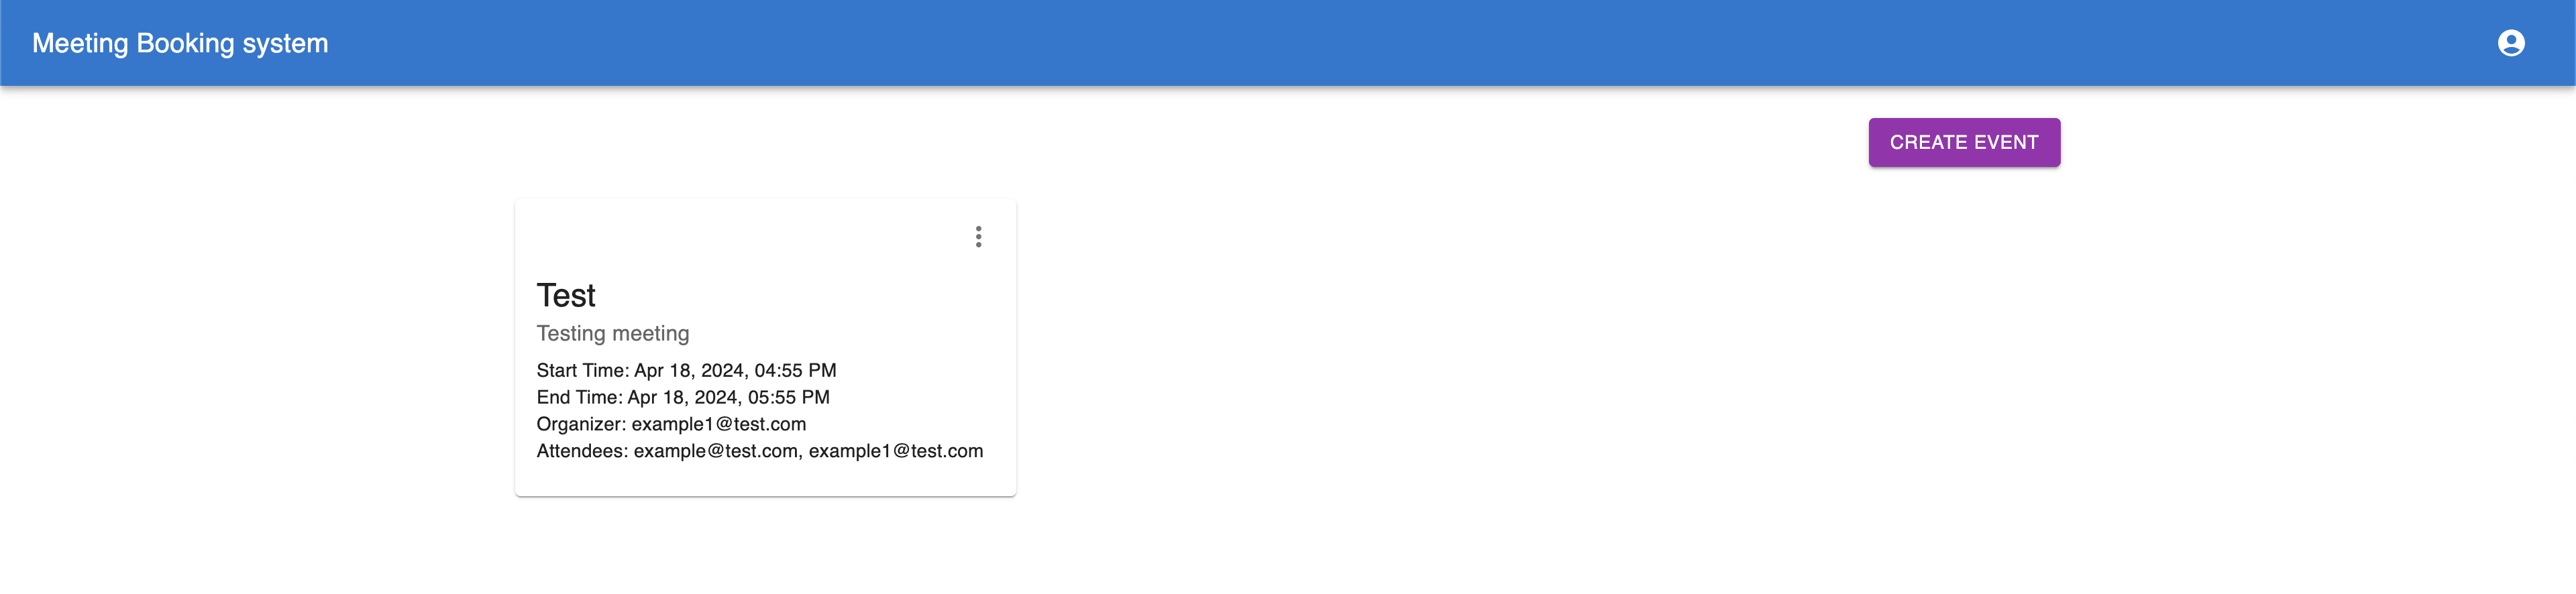 Meeting Booking system
CREATE EVENT
Test
Testing meeting
Start Time: Apr 18, 2024, 04:55 PM
End Time: Apr 18, 2024, 05:55 PM
Organizer: example1@test.com
Attendees: example@test.com, example1@test.com